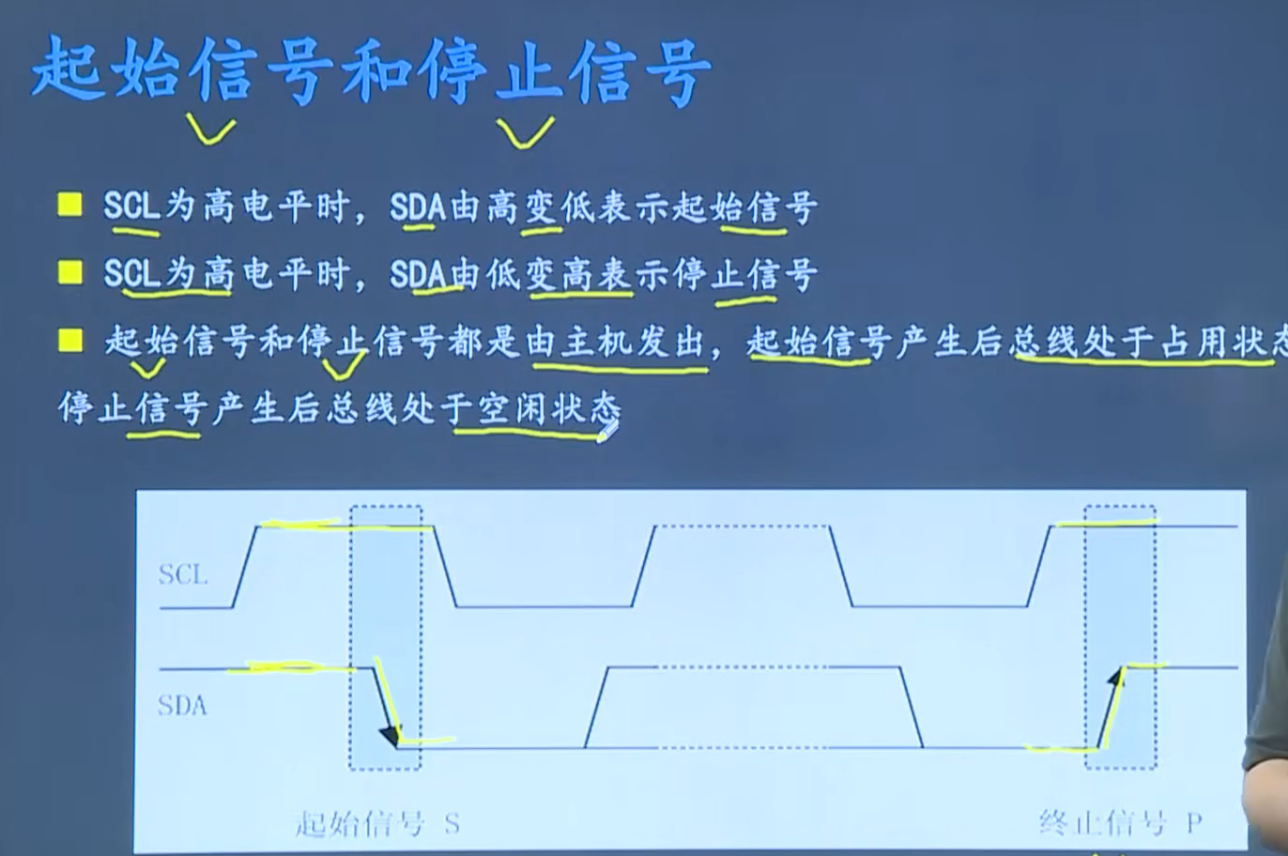 起始信号和停止信号
SCL为高电平时，SDA由高变低表示起始信号
SCL为高电平时，SDA由低变高表示停止信号
起始信号和停止信号都是由主机发出，起始信号产生后总线处于占用状态
停止信号产生后总线处于空闲状态
SCL
SDA
起始信号 S
终止信号 P